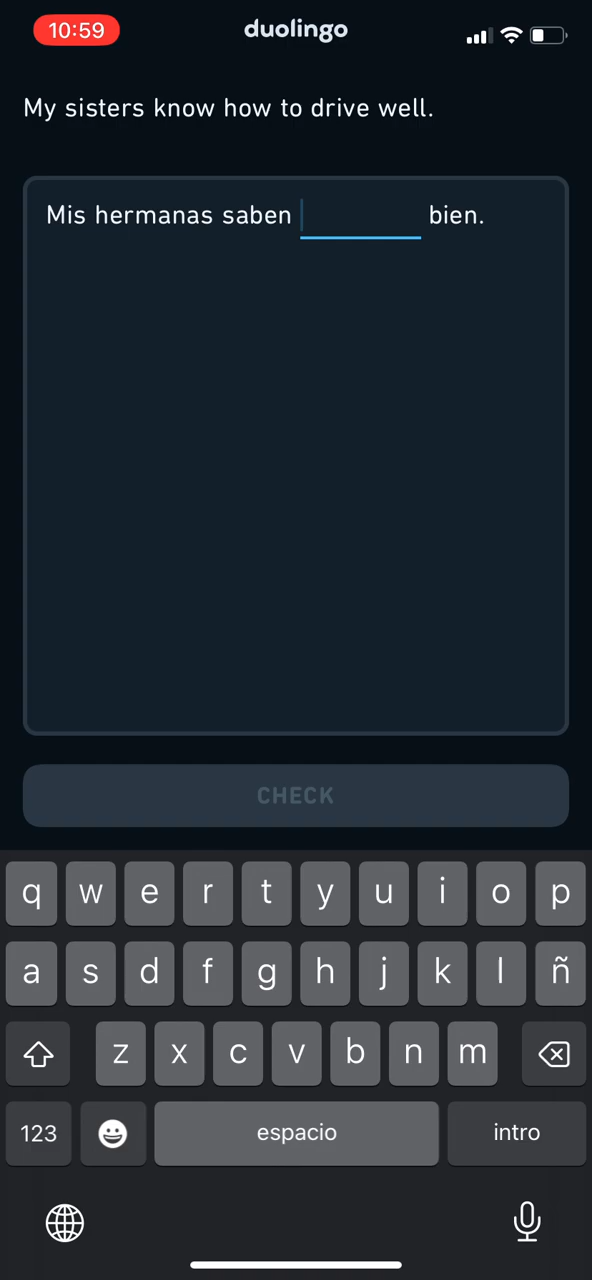 10:59
duolingo
My sisters know how to drive well.
Mis hermanas saben bien.
CHECK
q w e r t y u i o p
a s d f g h j k l ñ
z x c v b n m
123 espacio intro